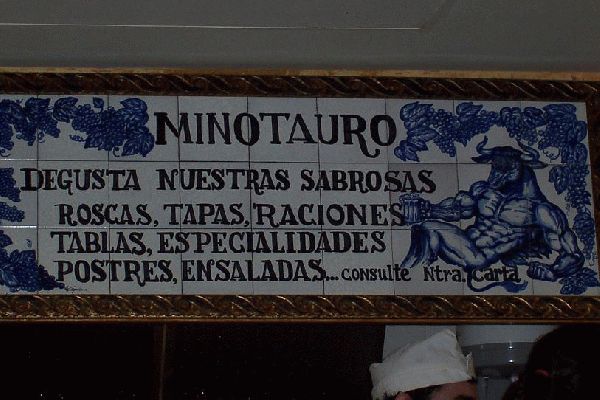 MINOTAURO
DEGUSTA NUESTRAS SABROSAS
ROSCAS, TAPAS, RACIONES
TABLAS, ESPECIALIDADES
POSTRES, ENSALADAS... CONSULTE Ntra. Carta